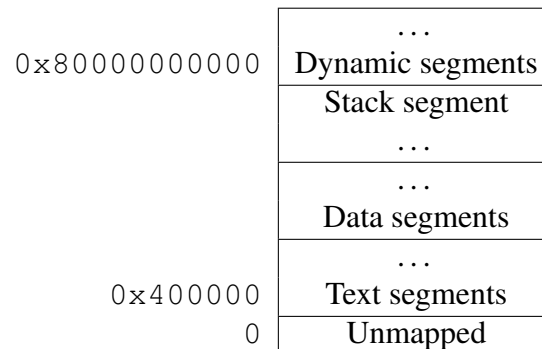 ...
0x80000000000 Dynamic segments
Stack segment
...
...
Data segments
...
0x400000 Text segments
0 Unmapped